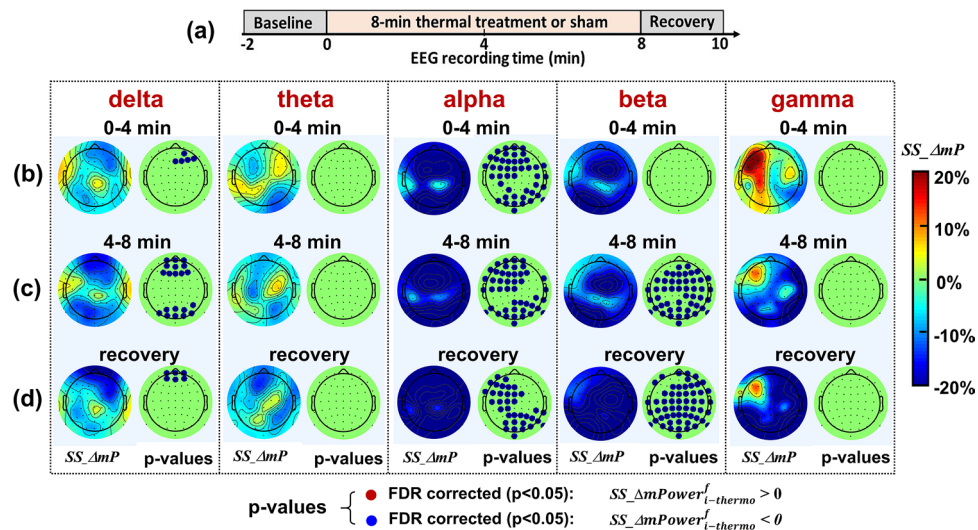 (a)
Baseline 8-min thermal treatment or sham Recovery
-2 0 4 8 10
EEG recording time (min)
delta theta alpha beta gamma
0-4 min 0-4 min 0-4 min 0-4 min 0-4 min
(b)
SS_ΔmP
20%
10%
0%
-10%
-20%
4-8 min 4-8 min 4-8 min 4-8 min 4-8 min
(c)
recovery recovery recovery recovery recovery
(d)
SS_ΔmP p-values SS_ΔmP p-values SS_ΔmP p-values SS_ΔmP p-values SS_ΔmP p-values
p-values
FDR corrected (p<0.05): SS_ΔmPower^f_{i-thermo} > 0
FDR corrected (p<0.05): SS_ΔmPower^f_{i-thermo} < 0